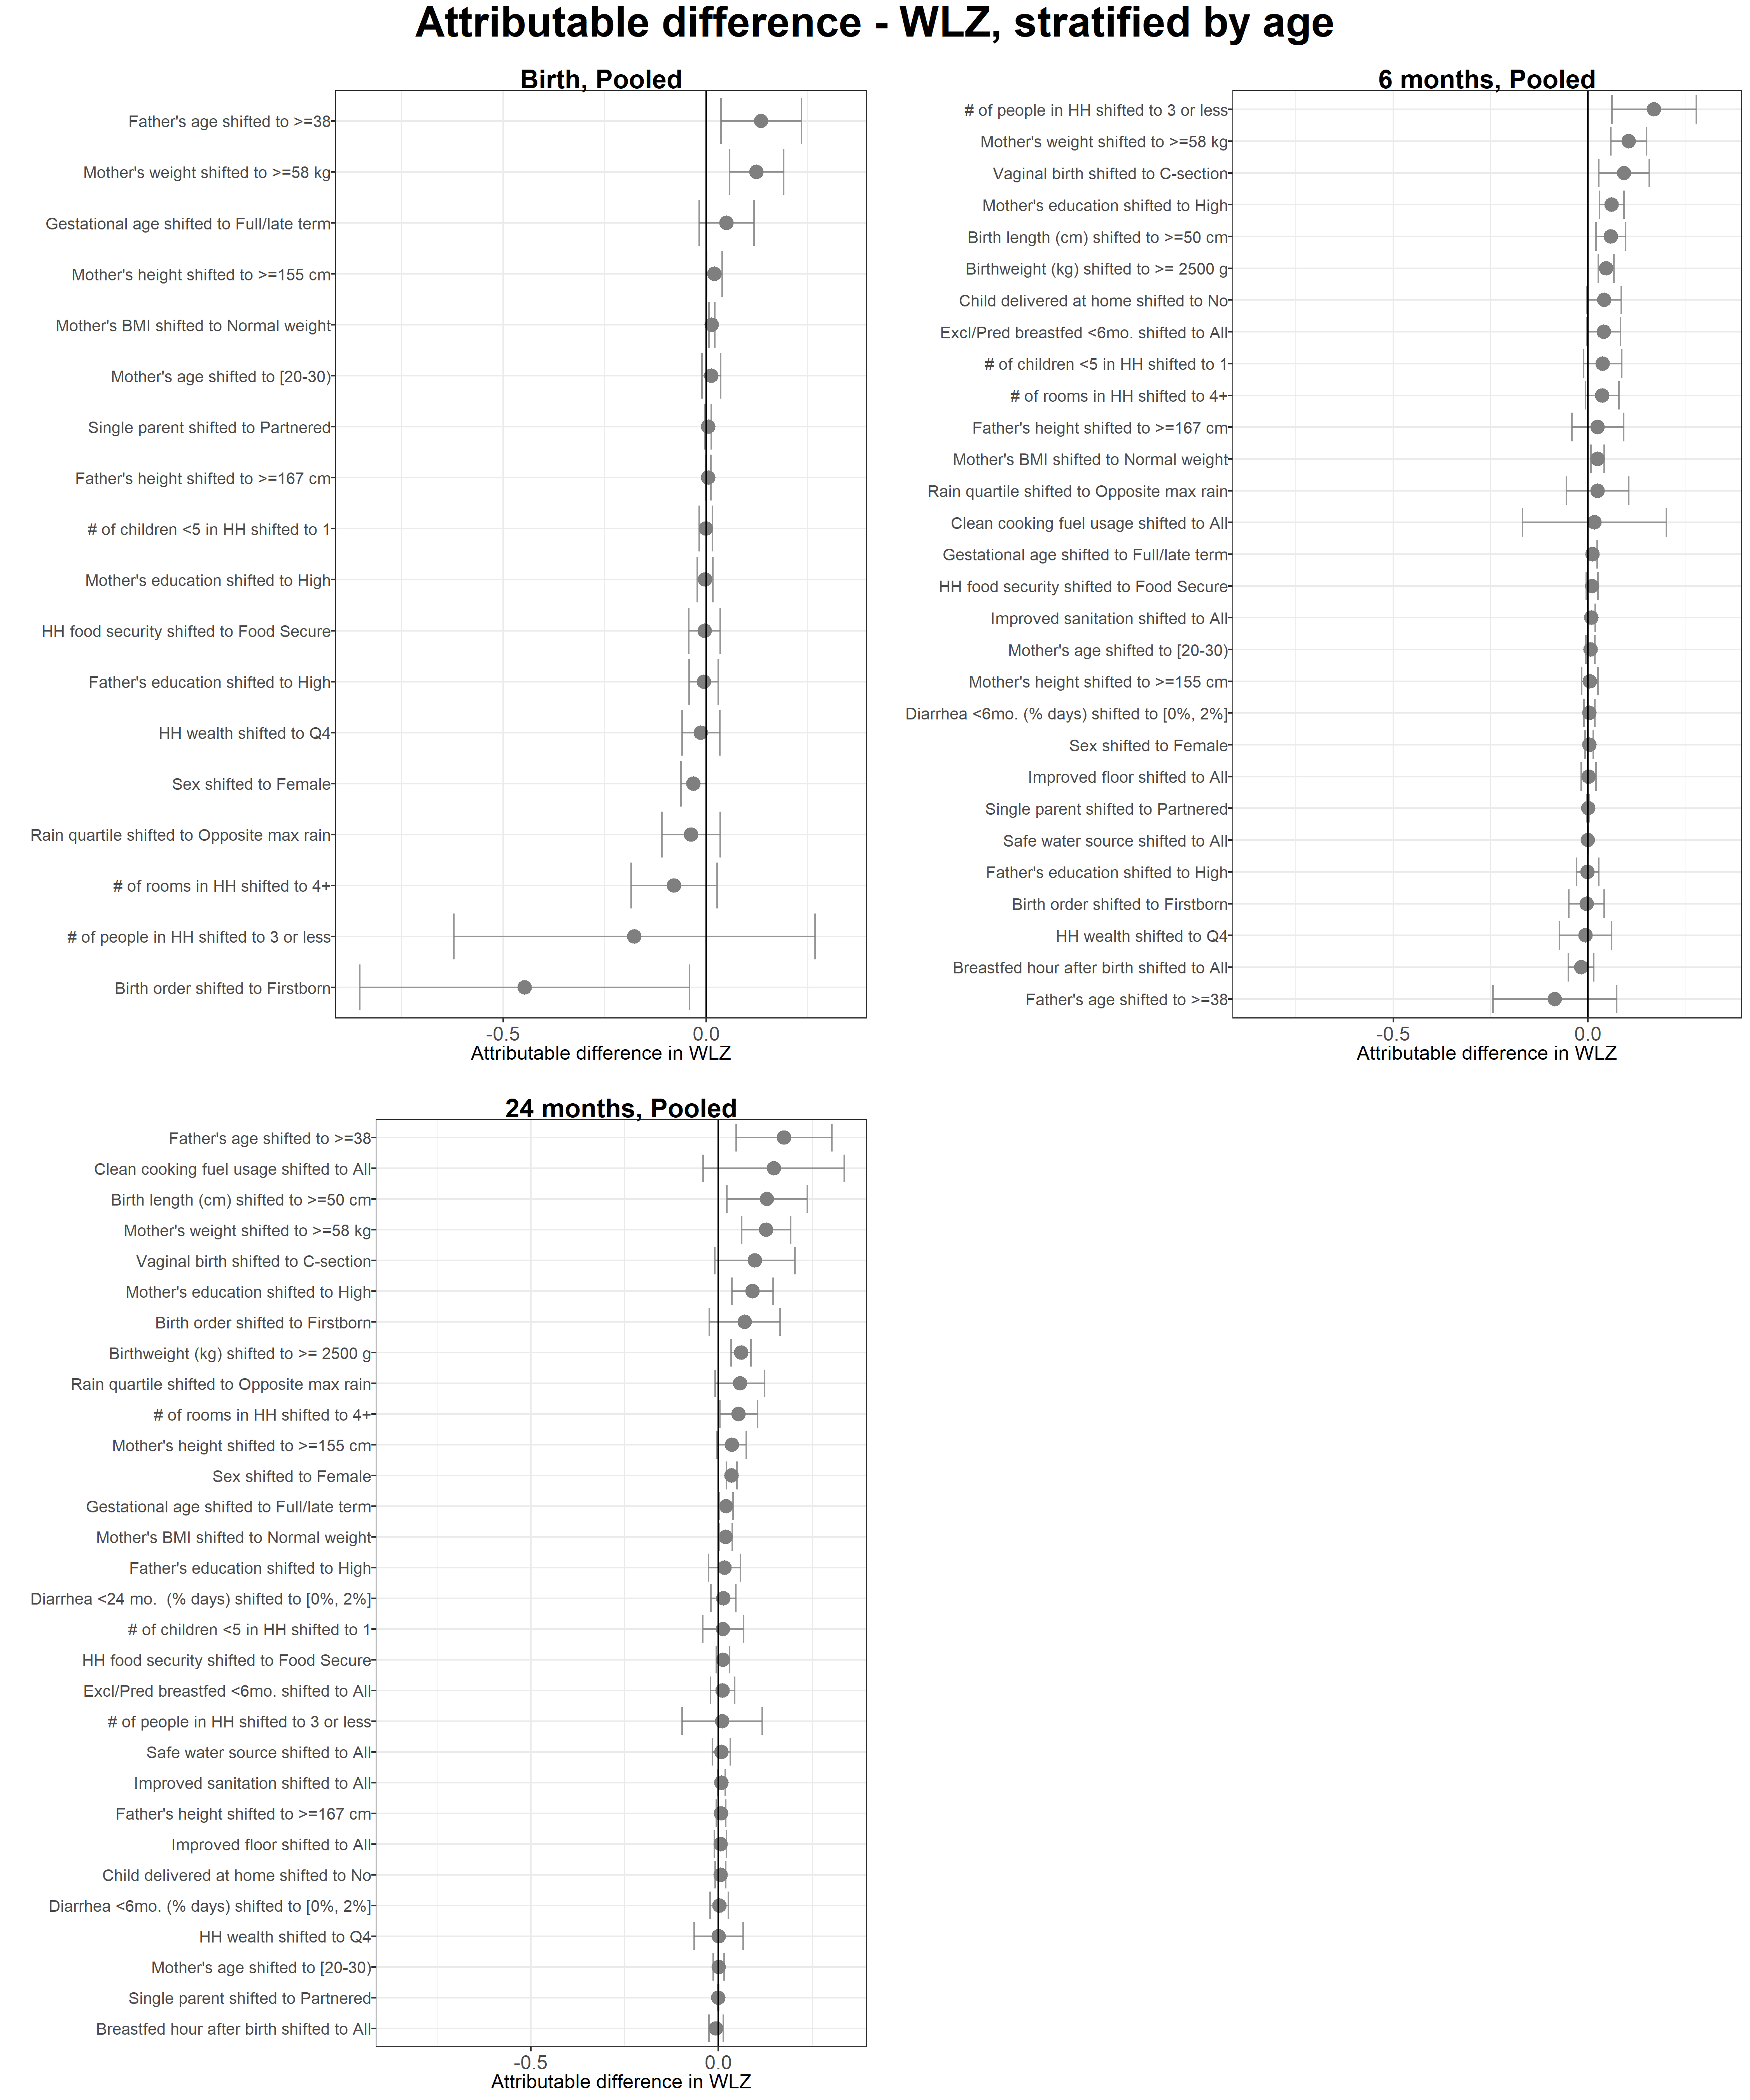 Attributable difference - WLZ, stratified by age
Birth, Pooled
Father's age shifted to >=38
Mother's weight shifted to >=58 kg
Gestational age shifted to Full/late term
Mother's height shifted to >=155 cm
Mother's BMI shifted to Normal weight
Mother's age shifted to [20-30)
Single parent shifted to Partnered
Father's height shifted to >=167 cm
# of children <5 in HH shifted to 1
Mother's education shifted to High
HH food security shifted to Food Secure
Father's education shifted to High
HH wealth shifted to Q4
Sex shifted to Female
Rain quartile shifted to Opposite max rain
# of rooms in HH shifted to 4+
# of people in HH shifted to 3 or less
Birth order shifted to Firstborn
-0.5 0.0
Attributable difference in WLZ
6 months, Pooled
# of people in HH shifted to 3 or less
Mother's weight shifted to >=58 kg
Vaginal birth shifted to C-section
Mother's education shifted to High
Birth length (cm) shifted to >=50 cm
Birthweight (kg) shifted to >= 2500 g
Child delivered at home shifted to No
Excl/Pred breastfed <6mo. shifted to All
# of children <5 in HH shifted to 1
# of rooms in HH shifted to 4+
Father's height shifted to >=167 cm
Mother's BMI shifted to Normal weight
Rain quartile shifted to Opposite max rain
Clean cooking fuel usage shifted to All
Gestational age shifted to Full/late term
HH food security shifted to Food Secure
Improved sanitation shifted to All
Mother's age shifted to [20-30)
Mother's height shifted to >=155 cm
Diarrhea <6mo. (% days) shifted to [0%, 2%]
Sex shifted to Female
Improved floor shifted to All
Single parent shifted to Partnered
Safe water source shifted to All
Father's education shifted to High
Birth order shifted to Firstborn
HH wealth shifted to Q4
Breastfed hour after birth shifted to All
Father's age shifted to >=38
-0.5 0.0
Attributable difference in WLZ
24 months, Pooled
Father's age shifted to >=38
Clean cooking fuel usage shifted to All
Birth length (cm) shifted to >=50 cm
Mother's weight shifted to >=58 kg
Vaginal birth shifted to C-section
Mother's education shifted to High
Birth order shifted to Firstborn
Birthweight (kg) shifted to >= 2500 g
Rain quartile shifted to Opposite max rain
# of rooms in HH shifted to 4+
Mother's height shifted to >=155 cm
Sex shifted to Female
Gestational age shifted to Full/late term
Mother's BMI shifted to Normal weight
Father's education shifted to High
Diarrhea <24 mo.  (% days) shifted to [0%, 2%]
# of children <5 in HH shifted to 1
HH food security shifted to Food Secure
Excl/Pred breastfed <6mo. shifted to All
# of people in HH shifted to 3 or less
Safe water source shifted to All
Improved sanitation shifted to All
Father's height shifted to >=167 cm
Improved floor shifted to All
Child delivered at home shifted to No
Diarrhea <6mo. (% days) shifted to [0%, 2%]
HH wealth shifted to Q4
Mother's age shifted to [20-30)
Single parent shifted to Partnered
Breastfed hour after birth shifted to All
-0.5 0.0
Attributable difference in WLZ